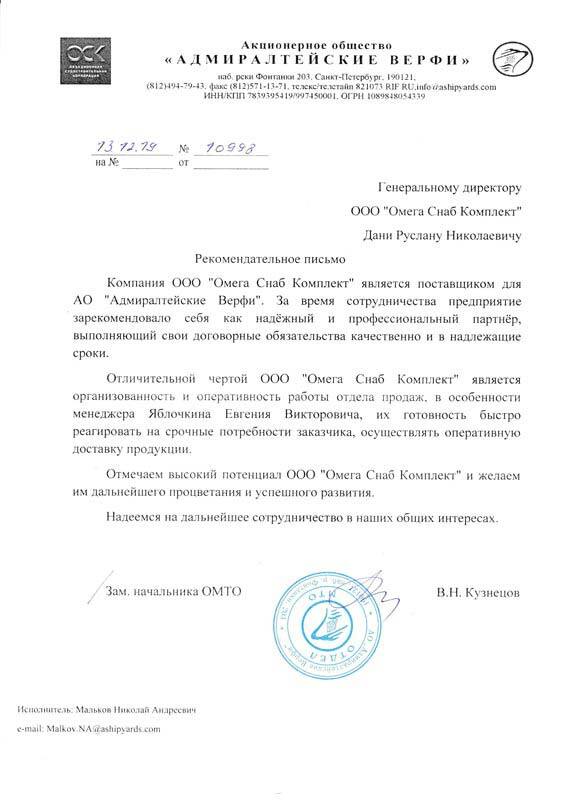 ОСК
ОБЪЕДИНЕННАЯ
СУДОСТРОИТЕЛЬНАЯ
КОРПОРАЦИЯ
Акционерное общество
«АДМИРАЛТЕЙСКИЕ ВЕРФИ»
наб. реки Фонтанки 203, Санкт-Петербург, 190121,
(812)494-79-43, факс (812)571-13-71, телекс/телетайп 821073 RIF RU,info@ashipyards.com
ИНН/КПП 7839395419/997450001, ОГРН 1089848054339
13.12.19 № 10998
на № от
Генеральному директору
ООО "Омега Снаб Комплект"
Дани Руслану Николаевичу
Рекомендательное письмо
Компания ООО "Омега Снаб Комплект" является поставщиком для
АО "Адмиралтейские Верфи". За время сотрудничества предприятие
зарекомендовало себя как надёжный и профессиональный партнёр,
выполняющий свои договорные обязательства качественно и в надлежащие
сроки.
Отличительной чертой ООО "Омега Снаб Комплект" является
организованность и оперативность работы отдела продаж, в особенности
менеджера Яблочкина Евгения Викторовича, их готовность быстро
реагировать на срочные потребности заказчика, осуществлять оперативную
доставку продукции.
Отмечаем высокий потенциал ООО "Омега Снаб Комплект" и желаем
им дальнейшего процветания и успешного развития.
Надеемся на дальнейшее сотрудничество в наших общих интересах.
Зам. начальника ОМТО
В.Н. Кузнецов
МТО
ОТДЕЛ
АО "Адмиралтейские Верфи"
Исполнитель: Мальков Николай Андреевич
e-mail: Malkov.NA@ashipyards.com